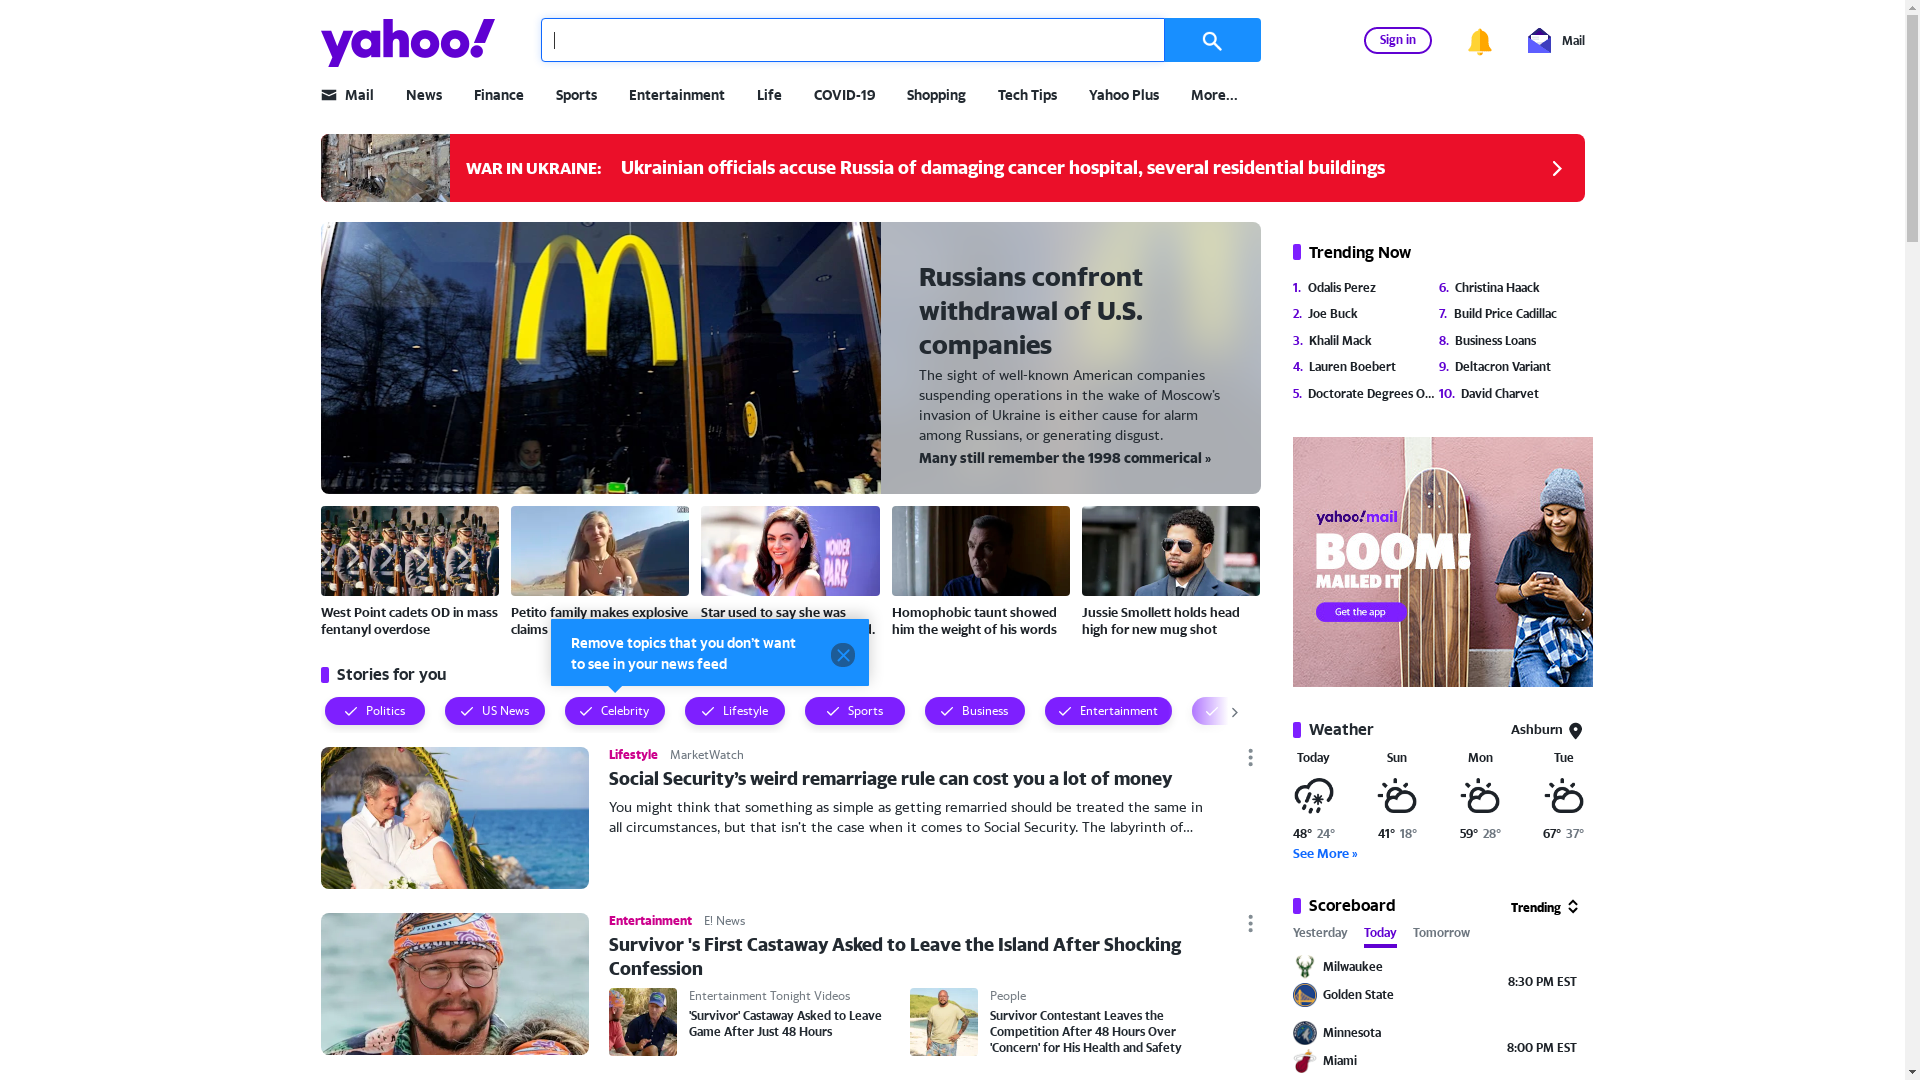 yahoo!
Sign in
Mail
Mail
News
Finance
Sports
Entertainment
Life
COVID-19
Shopping
Tech Tips
Yahoo Plus
More...
WAR IN UKRAINE:
Ukrainian officials accuse Russia of damaging cancer hospital, several residential buildings
Russians confront
withdrawal of U.S.
companies
The sight of well-known American companies
suspending operations in the wake of Moscow's
invasion of Ukraine is either cause for alarm
among Russians, or generating disgust.
Many still remember the 1998 commerical »
WONDER
PARK
West Point cadets OD in mass
fentanyl overdose
Petito family makes explosive
claims
Star used to say she was
Homophobic taunt showed
him the weight of his words
Jussie Smollett holds head
high for new mug shot
Remove topics that you don't want
to see in your news feed
Stories for you
Politics
US News
Celebrity
Lifestyle
Sports
Business
Entertainment
Lifestyle
MarketWatch
Social Security's weird remarriage rule can cost you a lot of money
You might think that something as simple as getting remarried should be treated the same in
all circumstances, but that isn't the case when it comes to Social Security. The labyrinth of...
Entertainment
E! News
Survivor 's First Castaway Asked to Leave the Island After Shocking
Confession
Entertainment Tonight Videos
'Survivor' Castaway Asked to Leave
Game After Just 48 Hours
People
Survivor Contestant Leaves the
Competition After 48 Hours Over
'Concern' for His Health and Safety
Trending Now
1. Odalis Perez
2. Joe Buck
3. Khalil Mack
4. Lauren Boebert
5. Doctorate Degrees O...
6. Christina Haack
7. Build Price Cadillac
8. Business Loans
9. Deltacron Variant
10. David Charvet
yahoo!mail
BOOM!
MAILED IT
Get the app
Weather
Ashburn
Today
Sun
Mon
Tue
48° 24°
41° 18°
59° 28°
67° 37°
See More »
Scoreboard
Trending
Yesterday
Today
Tomorrow
Milwaukee
Golden State
8:30 PM EST
Minnesota
Miami
8:00 PM EST